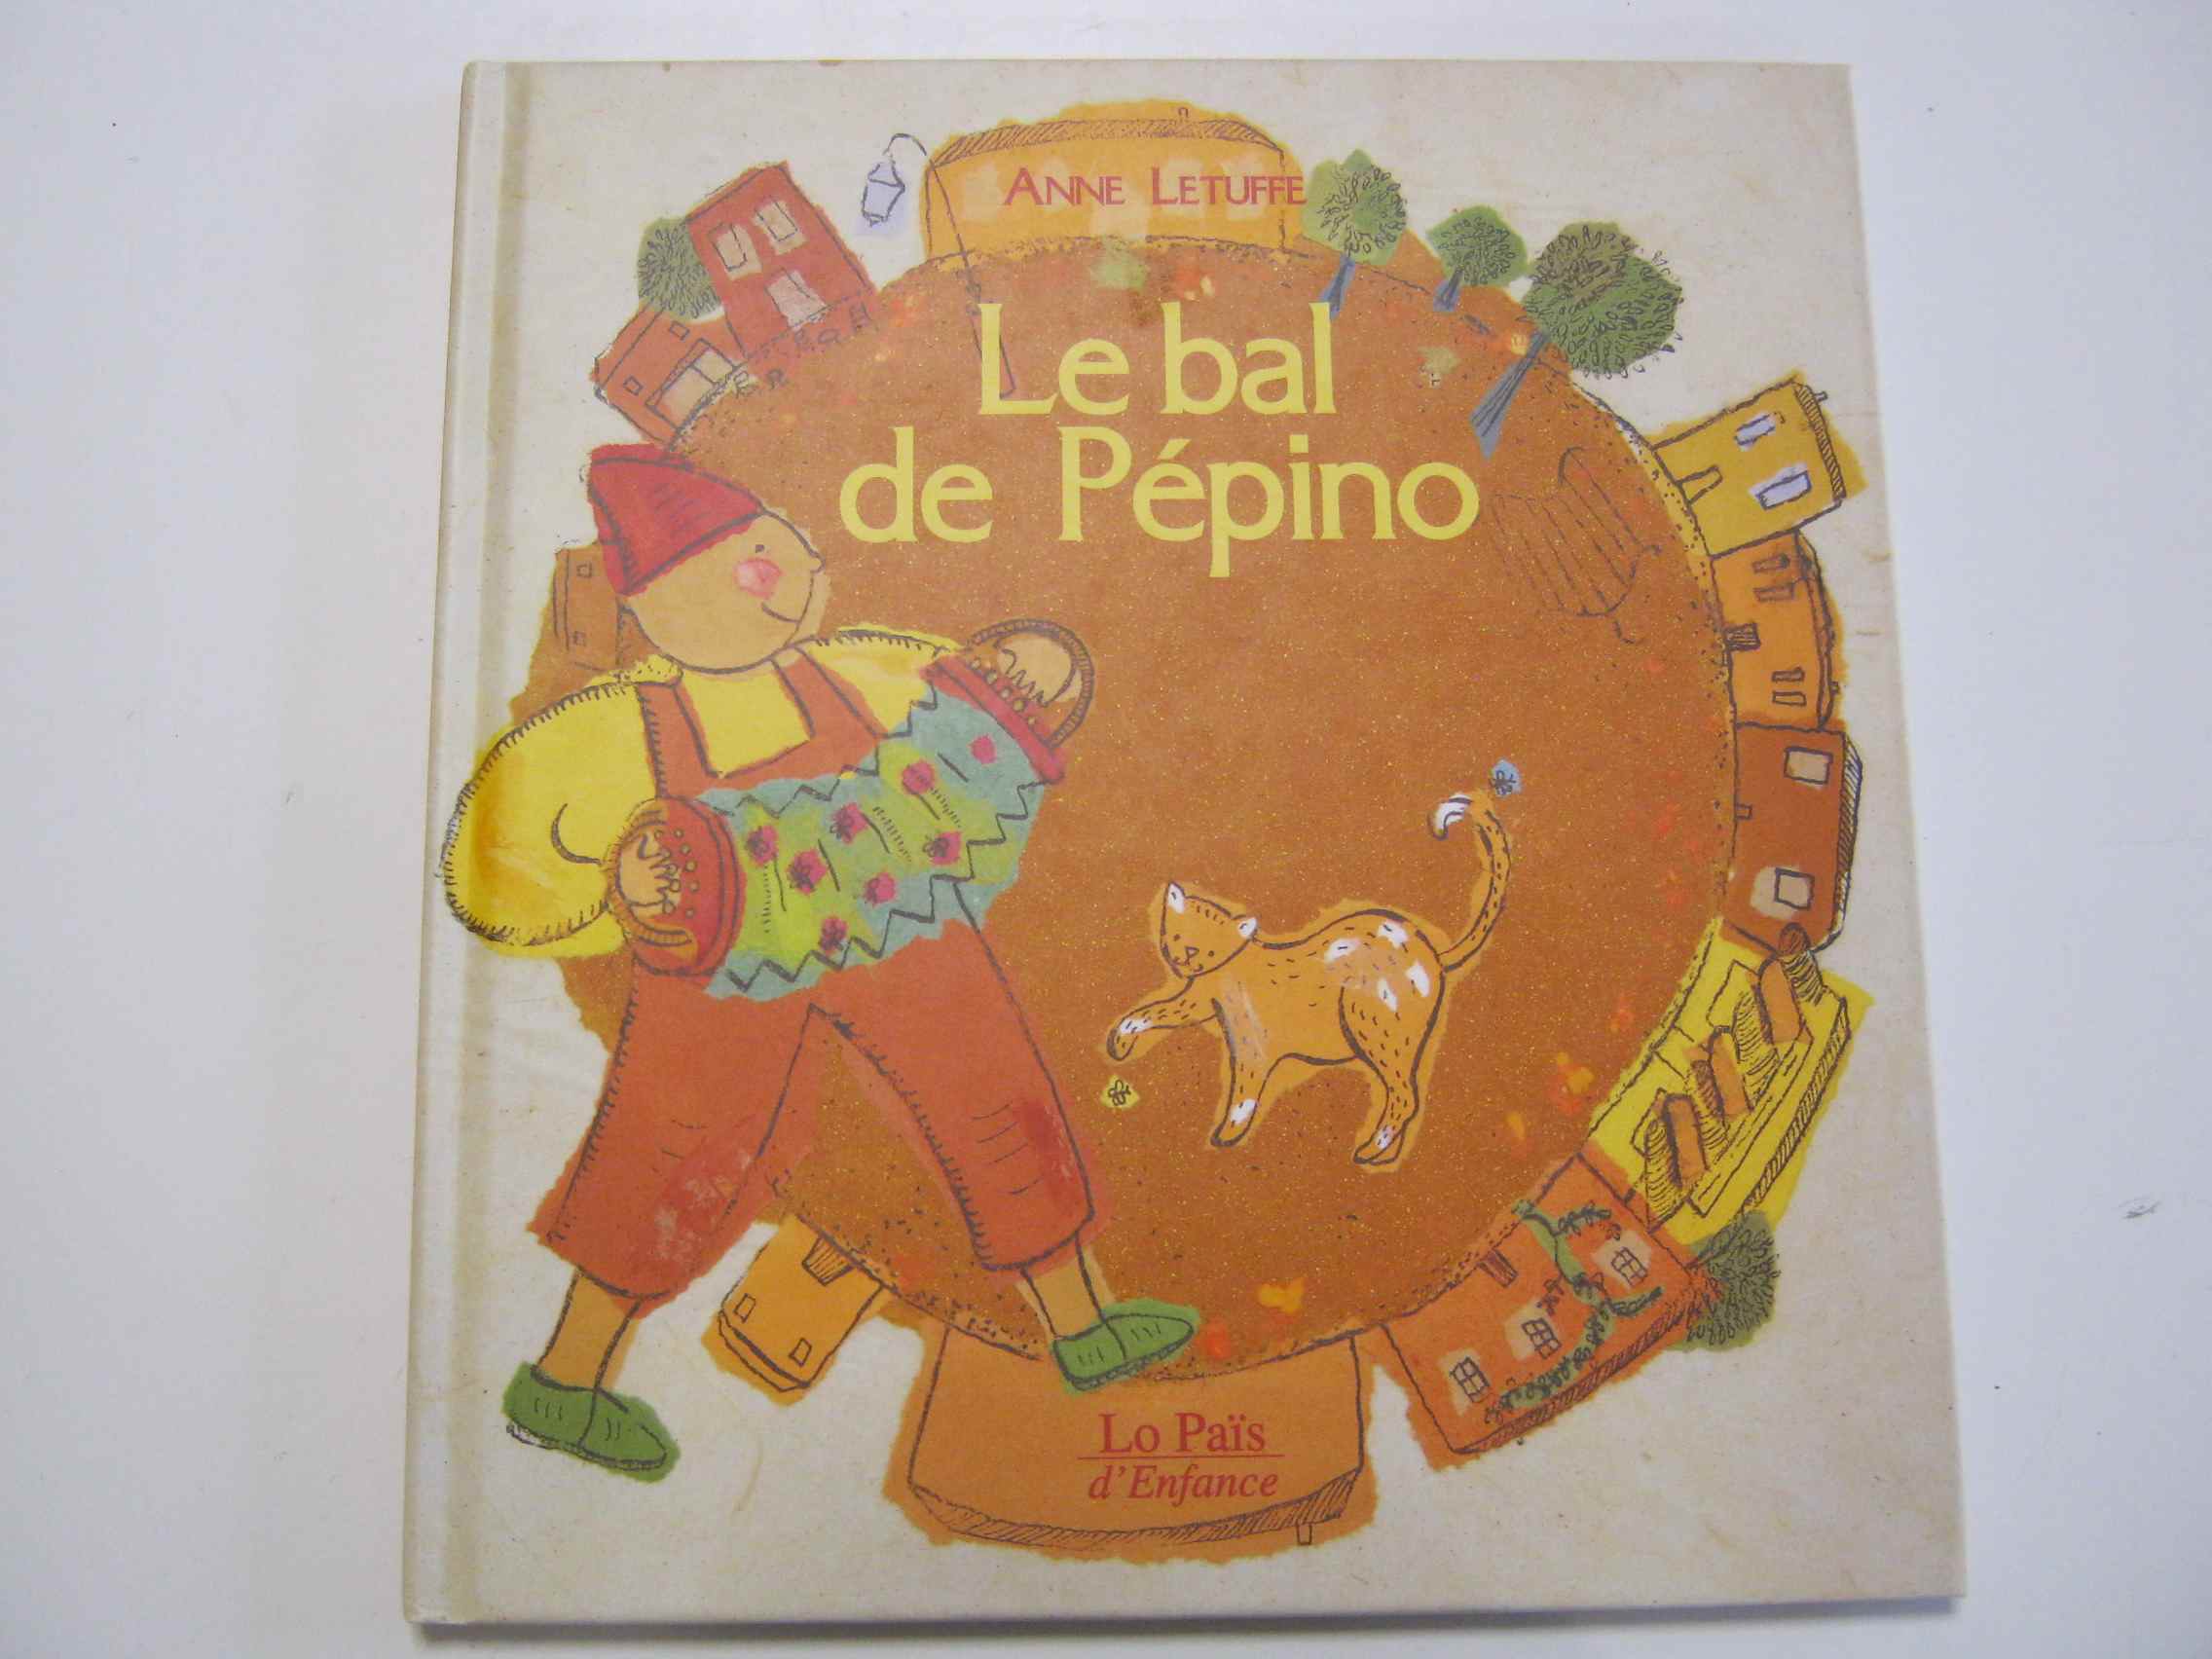 ANNE LETUFFE
Le bal
de Pépino
Lo Païs
d'Enfance